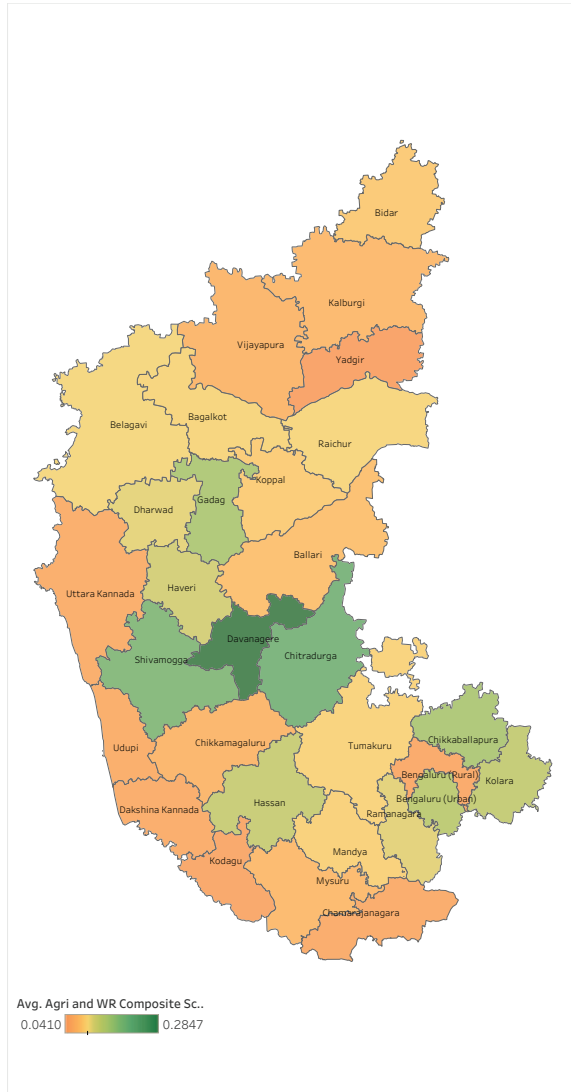 Bidar
Kalburgi
Vijayapura
Yadgir
Bagalkot
Belagavi
Raichur
Koppal
Gadag
Dharwad
Ballari
Haveri
Uttara Kannada
Davanagere
Chitradurga
Shivamogga
Chikkaballapura
Chikkamagaluru
Tumakuru
Udupi
Bengaluru (Rural)
Kolara
Bengaluru (Urban)
Hassan
Dakshina Kannada
Ramanagara
Mandya
Kodagu
Mysuru
Chamarajanagara
Avg. Agri and WR Composite Sc..
0.0410 0.2847